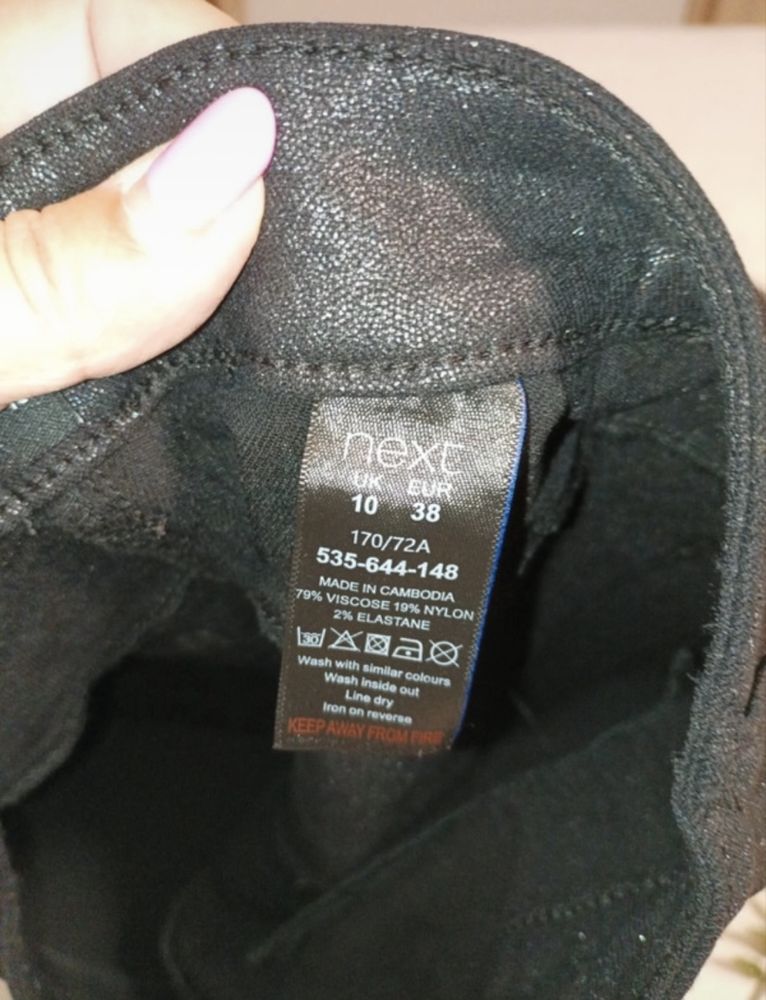 next
UK EUR
10 38
170/72A
535-644-148
MADE IN CAMBODIA
79% VISCOSE 19% NYLON
2% ELASTANE
30
Wash with similar colours
Wash inside out
Line dry
Iron on reverse
KEEP AWAY FROM FIRE